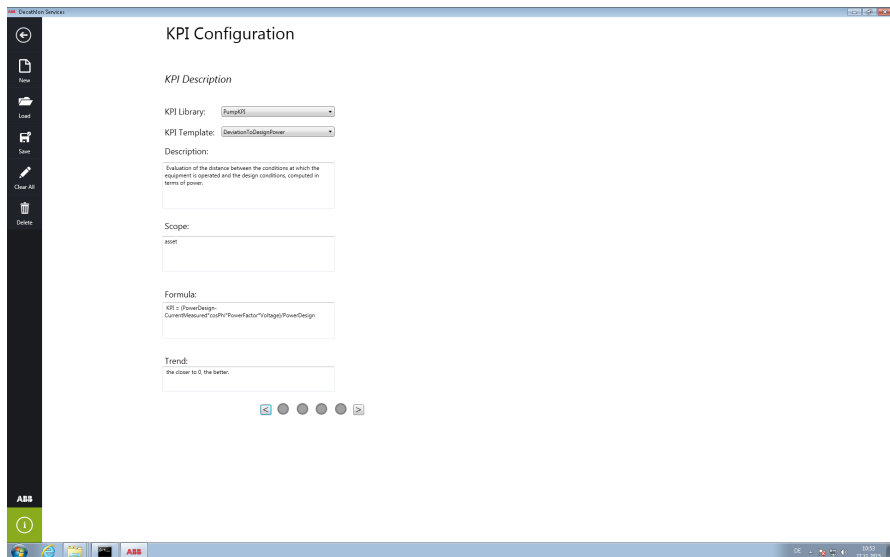 ABB Decathlon Services
KPI Configuration
New
Load
Save
Clear All
Delete
KPI Description
KPI Library: PumpKPI
KPI Template: DeviationToDesignPower
Description:
Evaluation of the distance between the conditions at which the
equipment is operated and the design conditions, computed in
terms of power.
Scope:
asset
Formula:
KPI = (PowerDesign-
CurrentMeasured*cosPhi*PowerFactor*Voltage)/PowerDesign
Trend:
the closer to 0, the better.
< >
ABB
ABB
DE 10:53